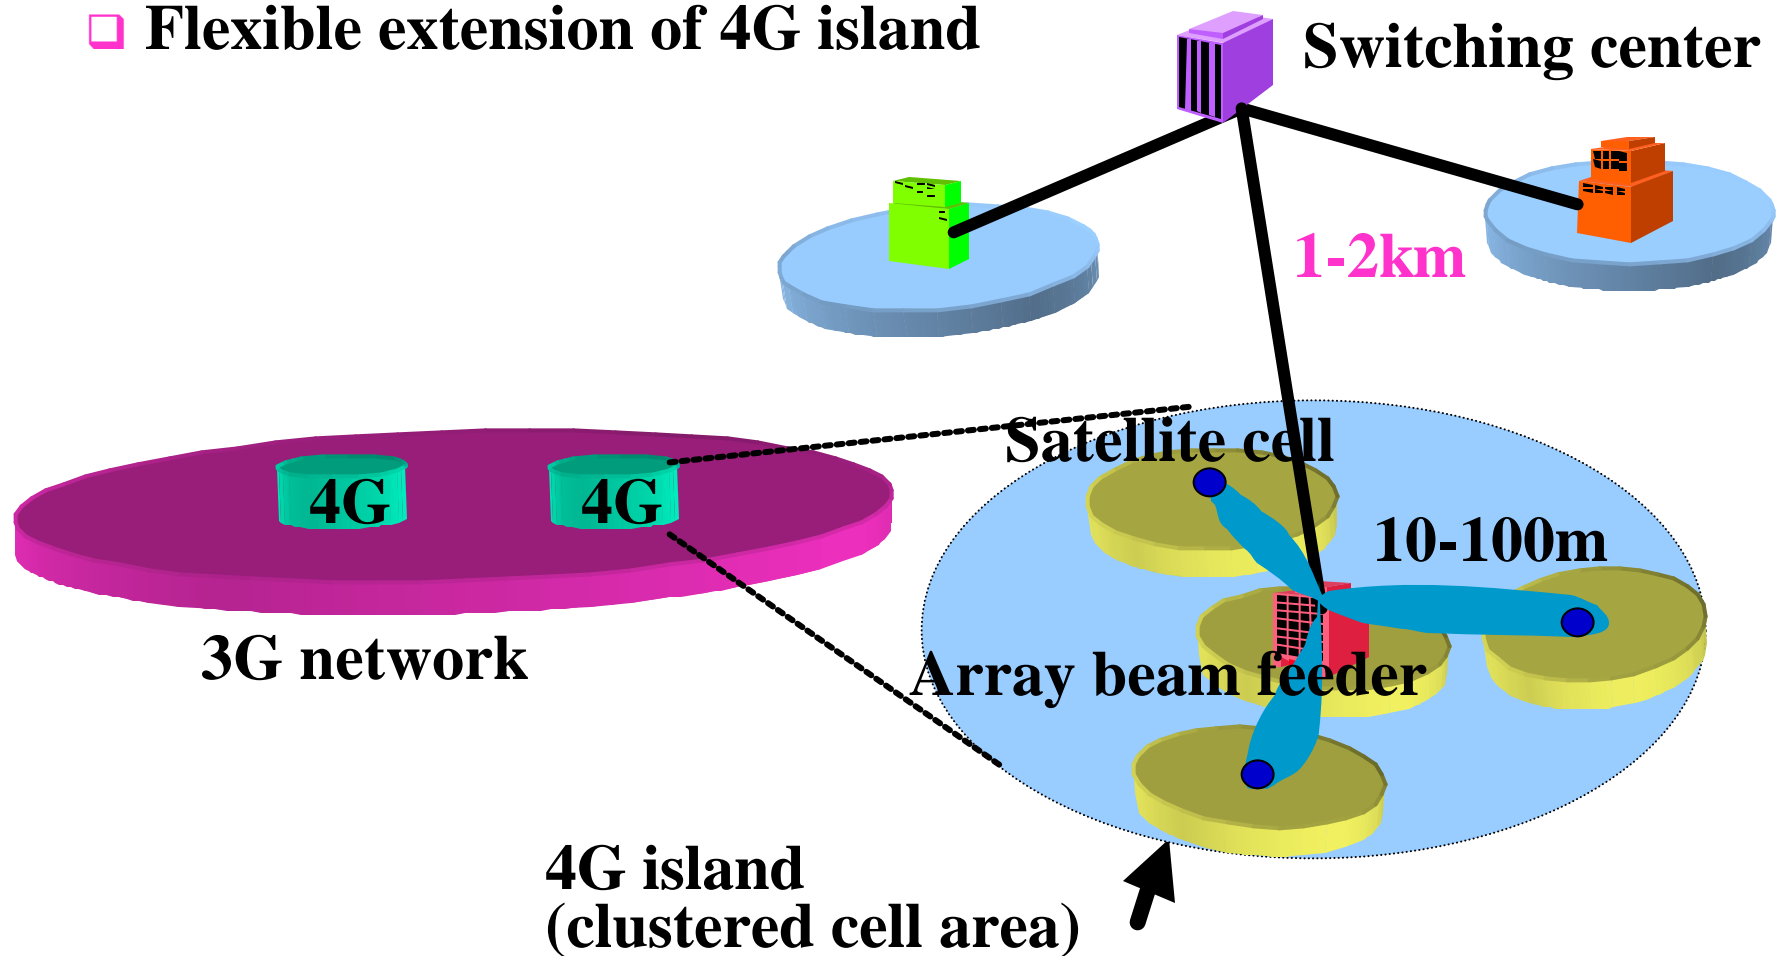 Flexible extension of 4G island
Switching center
1-2km
Satellite cell
4G
4G
10-100m
3G network
Array beam feeder
4G island
(clustered cell area)